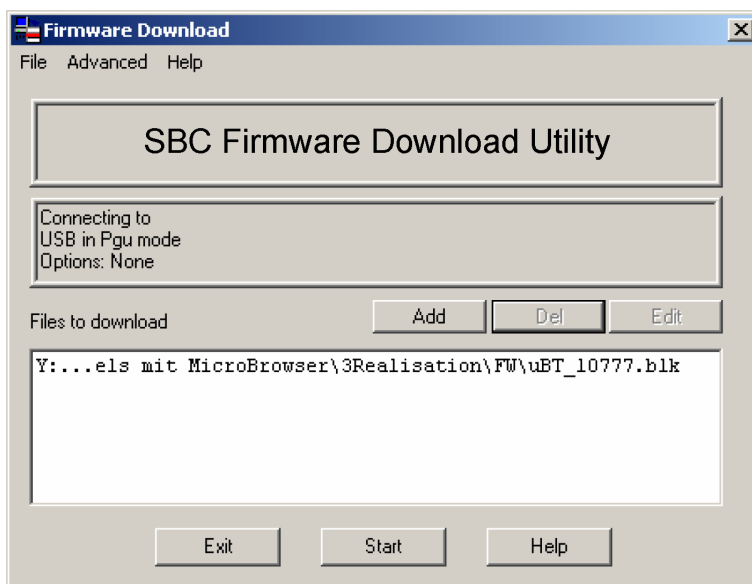 Firmware Download
File Advanced Help
SBC Firmware Download Utility
Connecting to
USB in Pgu mode
Options: None
Files to download
Add Del Edit
Y:...els mit MicroBrowser\3Realisation\FW\uBT_10777.blk
Exit Start Help